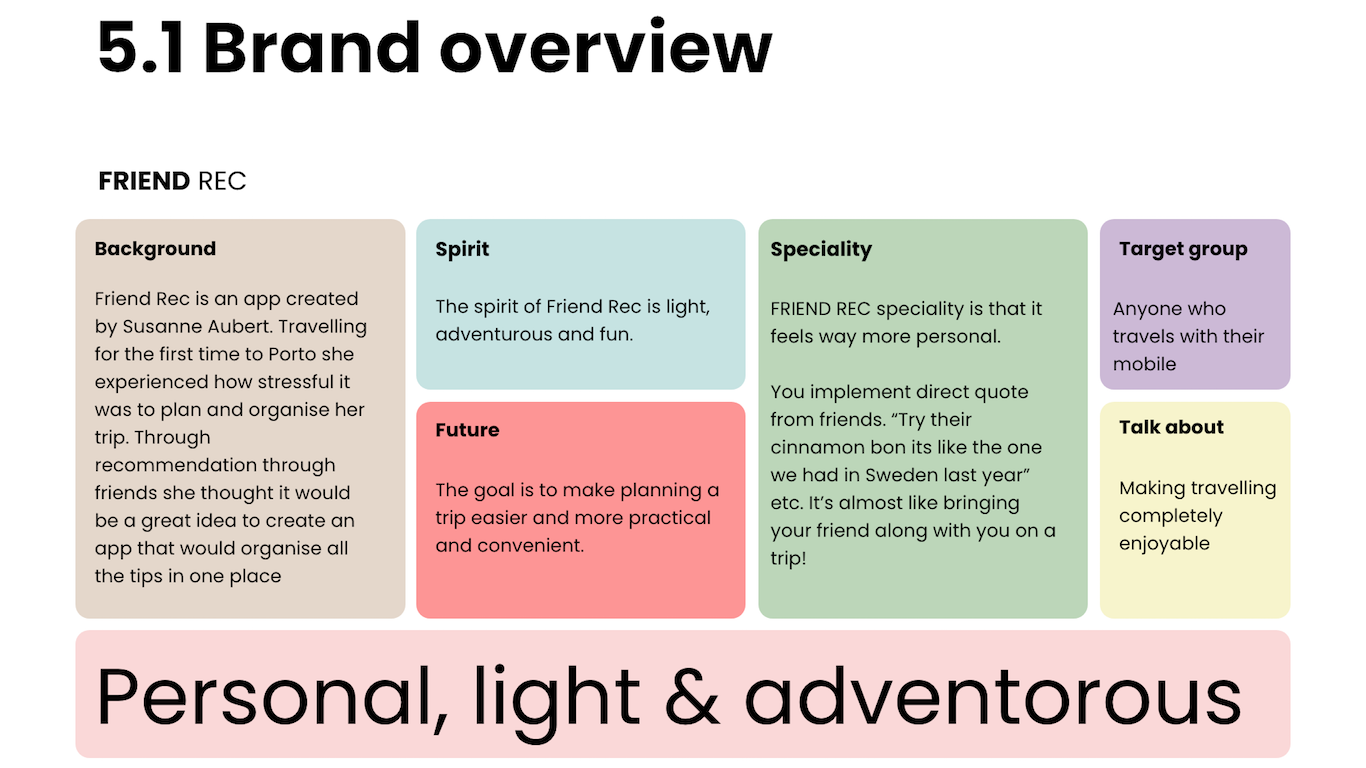 5.1 Brand overview
FRIEND REC
Background
Friend Rec is an app created
by Susanne Aubert. Travelling
for the first time to Porto she
experienced how stressful it
was to plan and organise her
trip. Through
recommendation through
friends she thought it would
be a great idea to create an
app that would organise all
the tips in one place
Spirit
The spirit of Friend Rec is light,
adventurous and fun.
Future
The goal is to make planning a
trip easier and more practical
and convenient.
Speciality
FRIEND REC speciality is that it
feels way more personal.
You implement direct quote
from friends. “Try their
cinnamon bon its like the one
we had in Sweden last year”
etc. It’s almost like bringing
your friend along with you on a
trip!
Target group
Anyone who
travels with their
mobile
Talk about
Making travelling
completely
enjoyable
Personal, light & adventorous